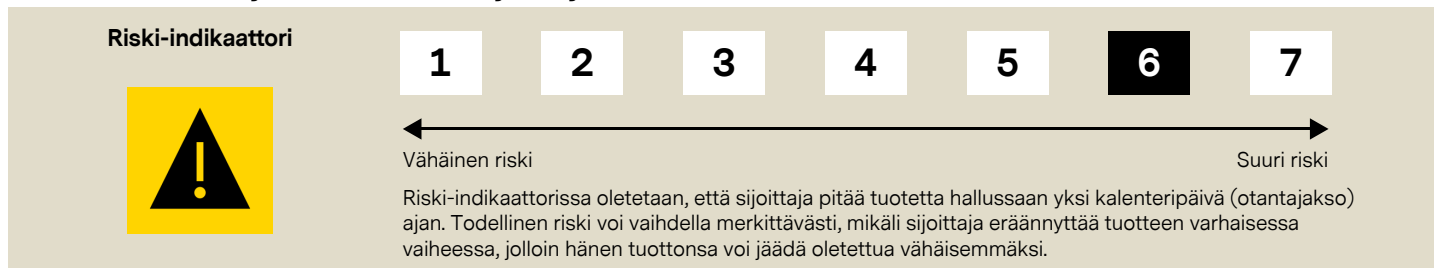 Riski-indikaattori
1 2 3 4 5 6 7
Vähäinen riski Suuri riski
Riski-indikaattorissa oletetaan, että sijoittaja pitää tuotetta hallussaan yksi kalenteripäivä (otantajakso)
ajan. Todellinen riski voi vaihdella merkittävästi, mikäli sijoittaja eräännyttää tuotteen varhaisessa
vaiheessa, jolloin hänen tuottonsa voi jäädä oletettua vähäisemmäksi.